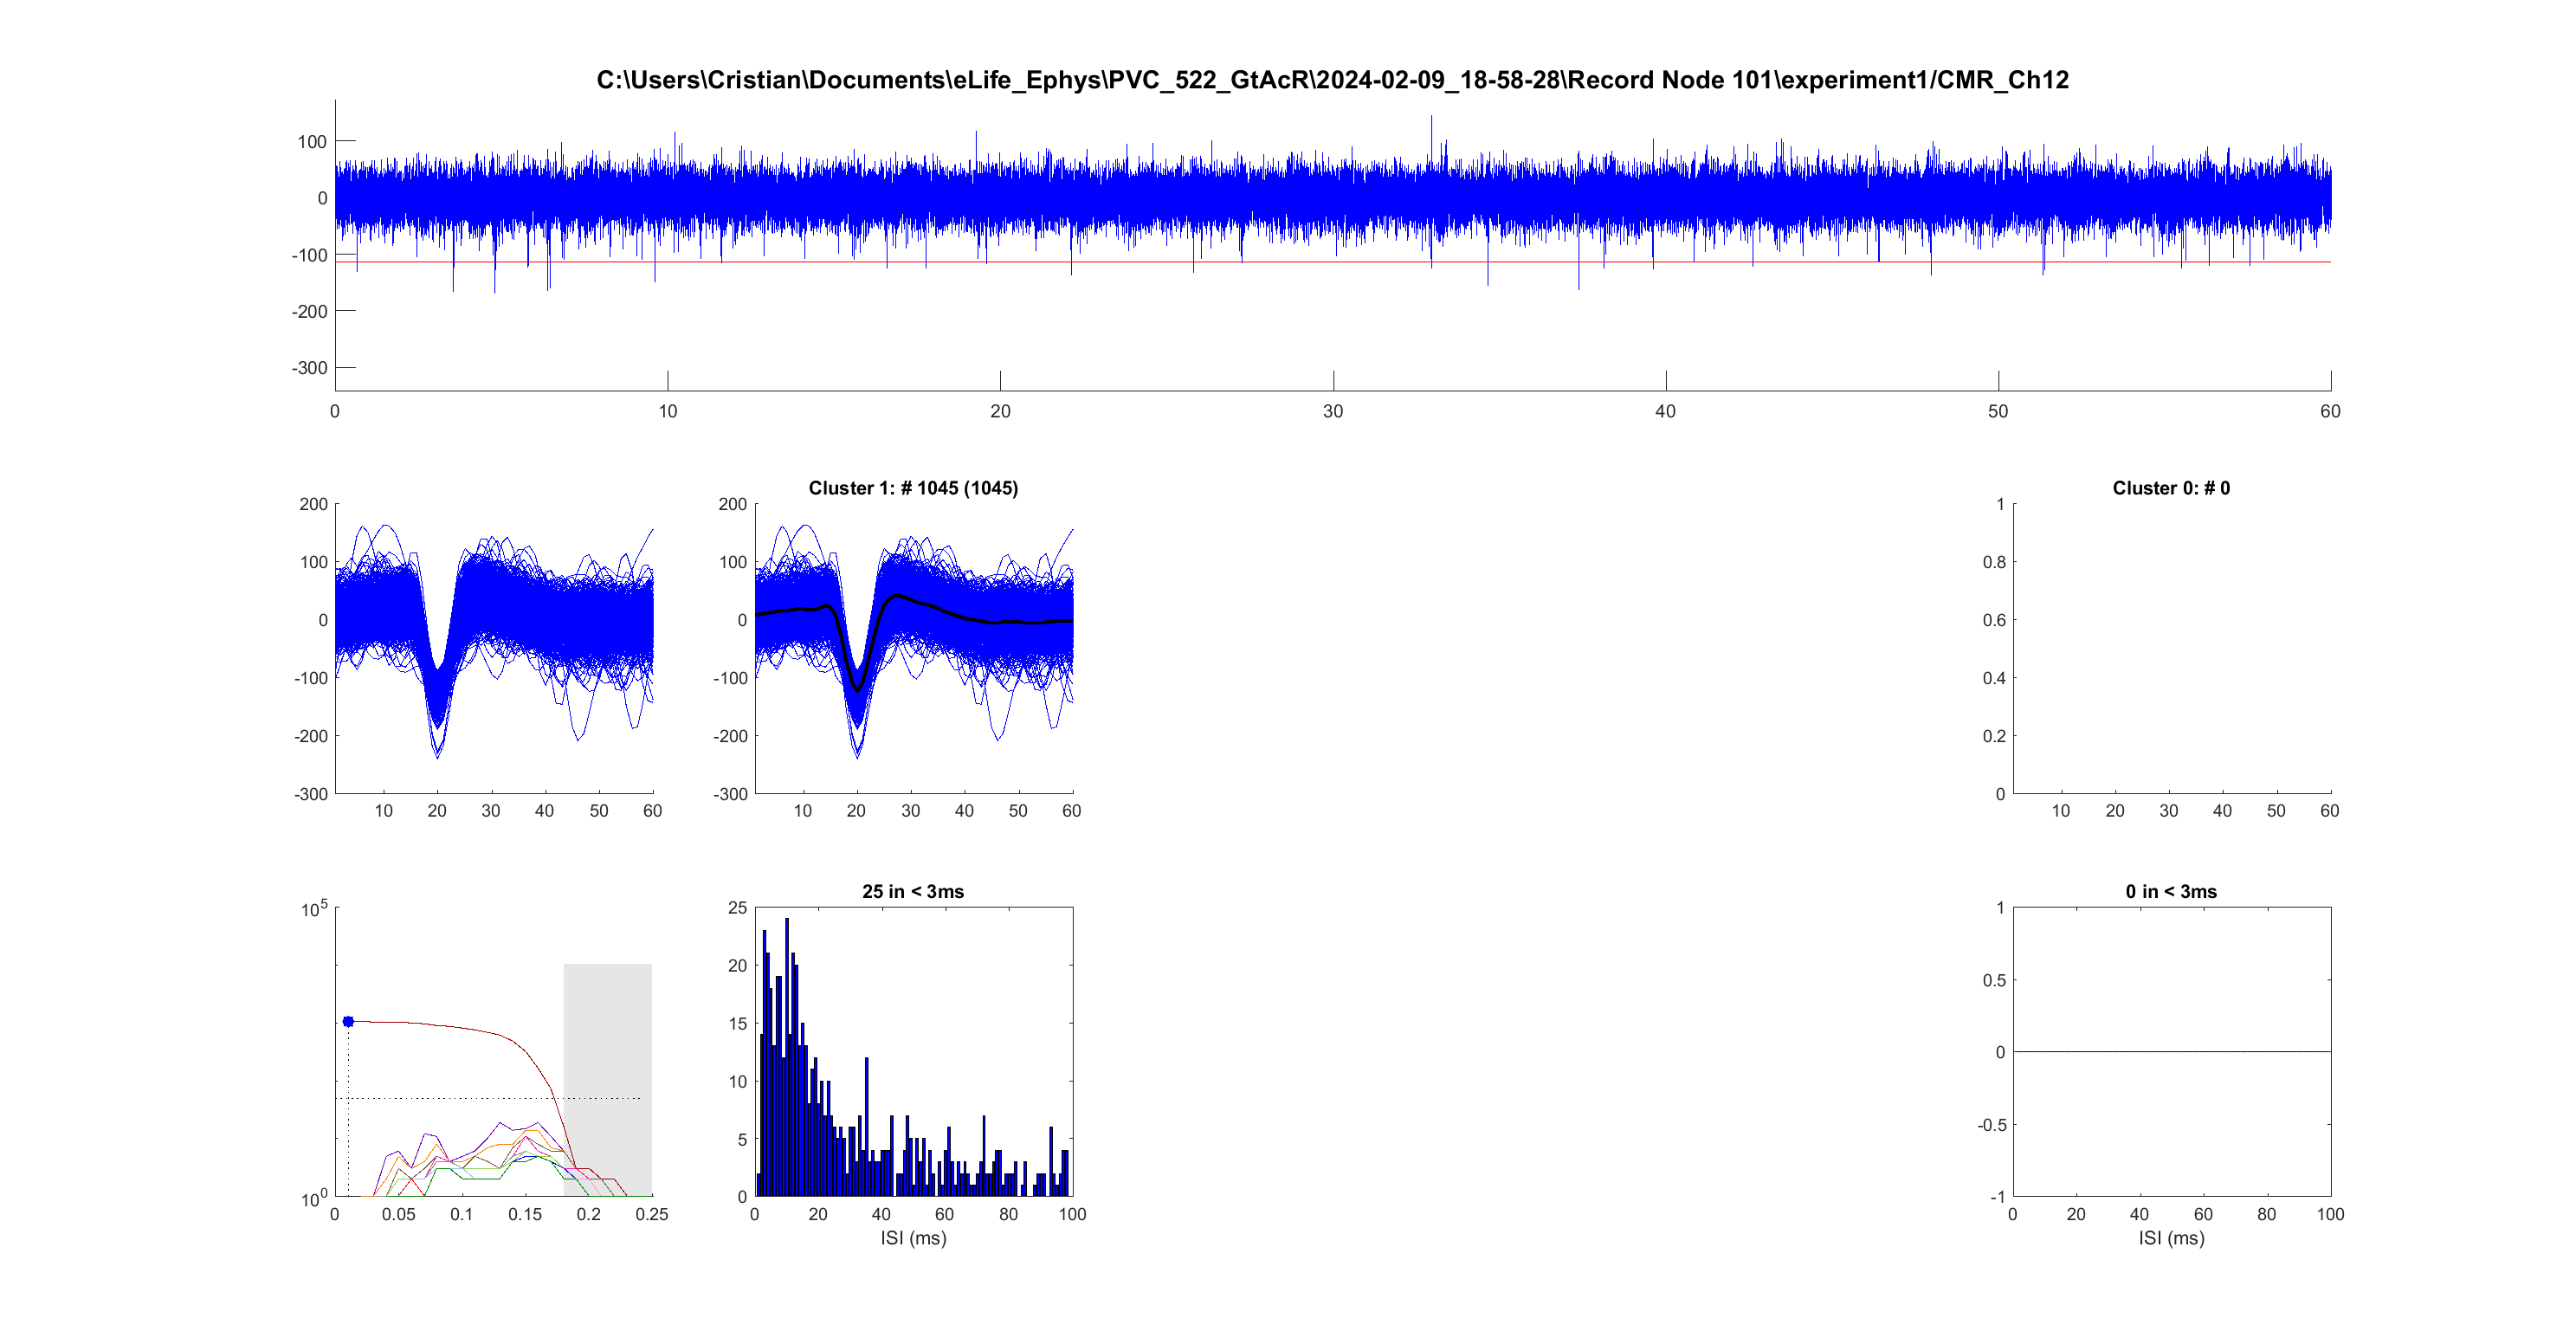 C:\Users\Cristian\Documents\eLife_Ephys\PVC_522_GtAcR\2024-02-09_18-58-28\Record Node 101\experiment1/CMR_Ch12
100
0
-100
-200
-300
0 10 20 30 40 50 60
Cluster 1: # 1045 (1045)
Cluster 0: # 0
200
100
0
-100
-200
-300
10 20 30 40 50 60
200
100
0
-100
-200
-300
10 20 30 40 50 60
1
0.8
0.6
0.4
0.2
0
10 20 30 40 50 60
10^5
10^0
0 0.05 0.1 0.15 0.2 0.25
25 in < 3ms
25
20
15
10
5
0
0 20 40 60 80 100
ISI (ms)
0 in < 3ms
1
0.5
0
-0.5
-1
0 20 40 60 80 100
ISI (ms)